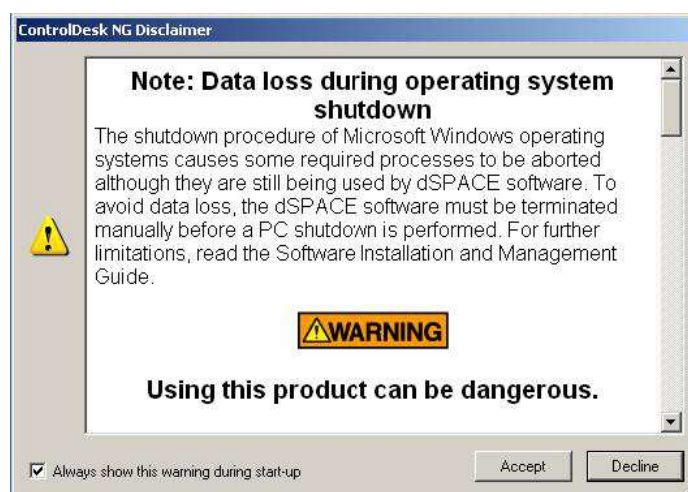 ControlDesk NG Disclaimer
Note: Data loss during operating system
shutdown
The shutdown procedure of Microsoft Windows operating
systems causes some required processes to be aborted
although they are still being used by dSPACE software. To
avoid data loss, the dSPACE software must be terminated
manually before a PC shutdown is performed. For further
limitations, read the Software Installation and Management
Guide.
WARNING
Using this product can be dangerous.
Always show this warning during start-up
Accept
Decline